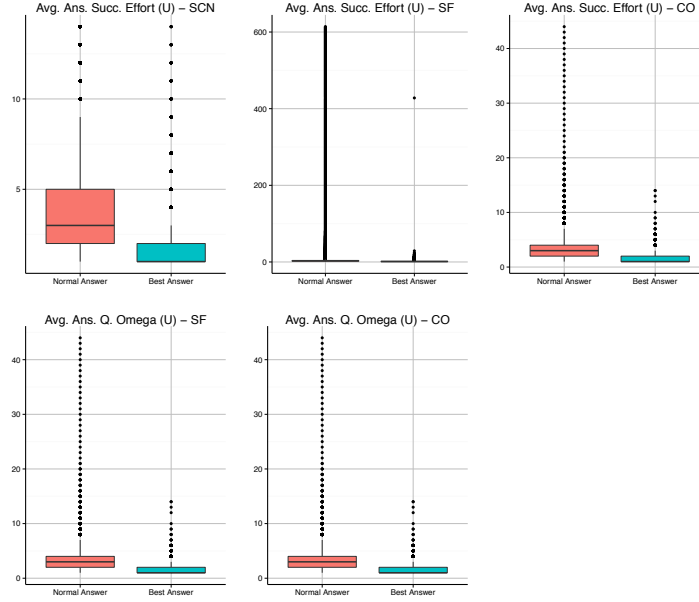 Avg. Ans. Succ. Effort (U) – SCN
10
5
Normal Answer
Best Answer
Avg. Ans. Succ. Effort (U) – SF
600
400
200
0
Normal Answer
Best Answer
Avg. Ans. Succ. Effort (U) – CO
40
30
20
10
0
Normal Answer
Best Answer
Avg. Ans. Q. Omega (U) – SF
40
30
20
10
0
Normal Answer
Best Answer
Avg. Ans. Q. Omega (U) – CO
40
30
20
10
0
Normal Answer
Best Answer